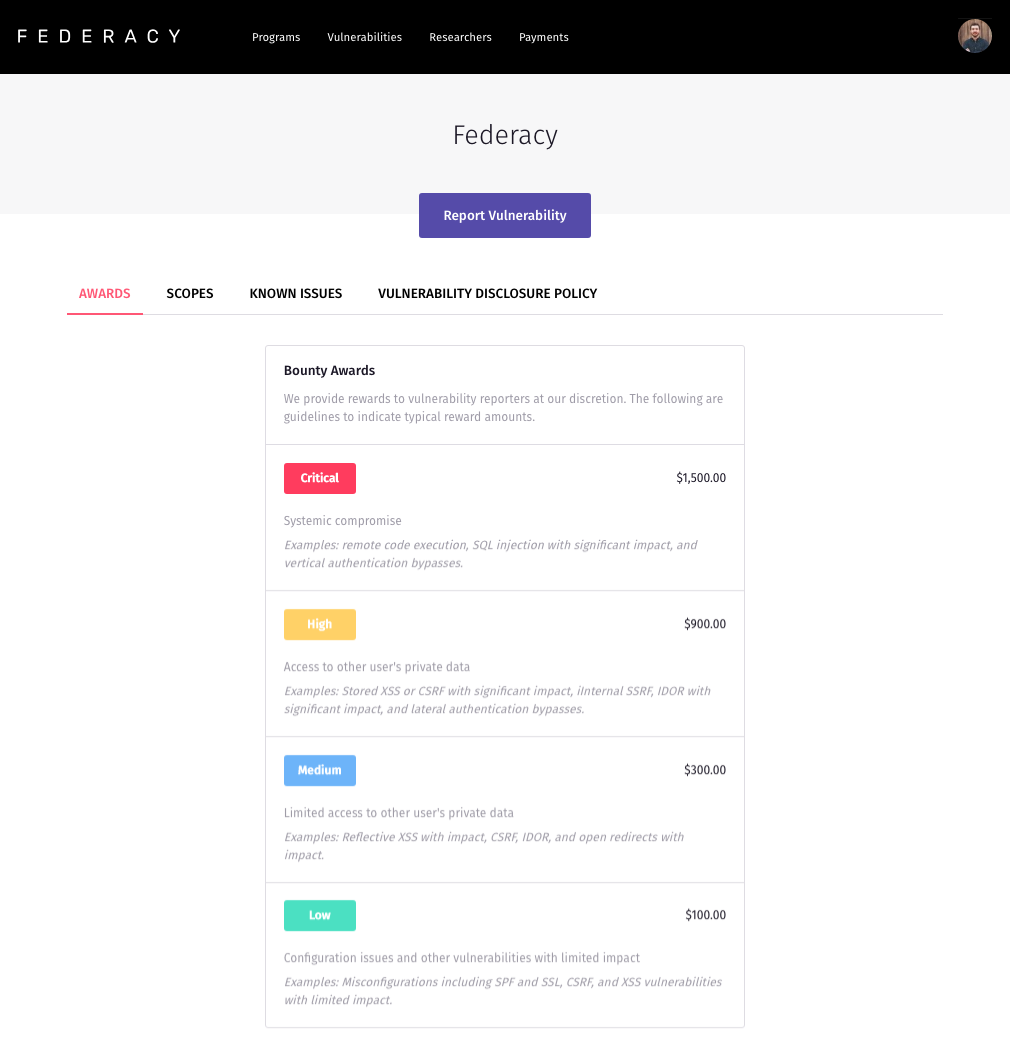 FEDERACY
Programs
Vulnerabilities
Researchers
Payments
Federacy
Report Vulnerability
AWARDS
SCOPES
KNOWN ISSUES
VULNERABILITY DISCLOSURE POLICY
Bounty Awards
We provide rewards to vulnerability reporters at our discretion. The following are
guidelines to indicate typical reward amounts.
Critical
$1,500.00
Systemic compromise
Examples: remote code execution, SQL injection with significant impact, and
vertical authentication bypasses.
High
$900.00
Access to other user's private data
Examples: Stored XSS or CSRF with significant impact, iInternal SSRF, IDOR with
significant impact, and lateral authentication bypasses.
Medium
$300.00
Limited access to other user's private data
Examples: Reflective XSS with impact, CSRF, IDOR, and open redirects with
impact.
Low
$100.00
Configuration issues and other vulnerabilities with limited impact
Examples: Misconfigurations including SPF and SSL, CSRF, and XSS vulnerabilities
with limited impact.